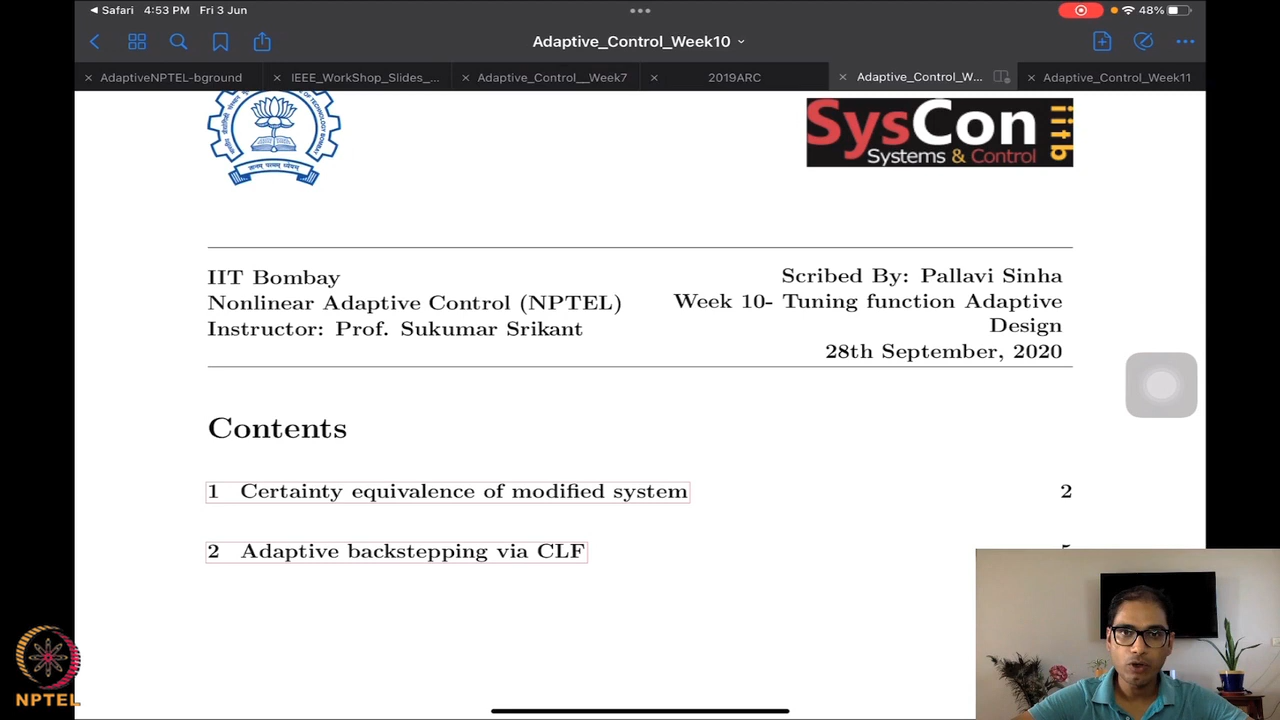 Safari 4:53 PM Fri 3 Jun
48%
Adaptive_Control_Week10
AdaptiveNPTEL-bground
IEEE_WorkShop_Slides_...
Adaptive_Control__Week7
2019ARC
Adaptive_Control_W...
Adaptive_Control_Week11
SysCon
Systems & Control
iitb
IIT Bombay
Nonlinear Adaptive Control (NPTEL)
Instructor: Prof. Sukumar Srikant
Scribed By: Pallavi Sinha
Week 10- Tuning function Adaptive
Design
28th September, 2020
Contents
1 Certainty equivalence of modified system 2
2 Adaptive backstepping via CLF
NPTEL